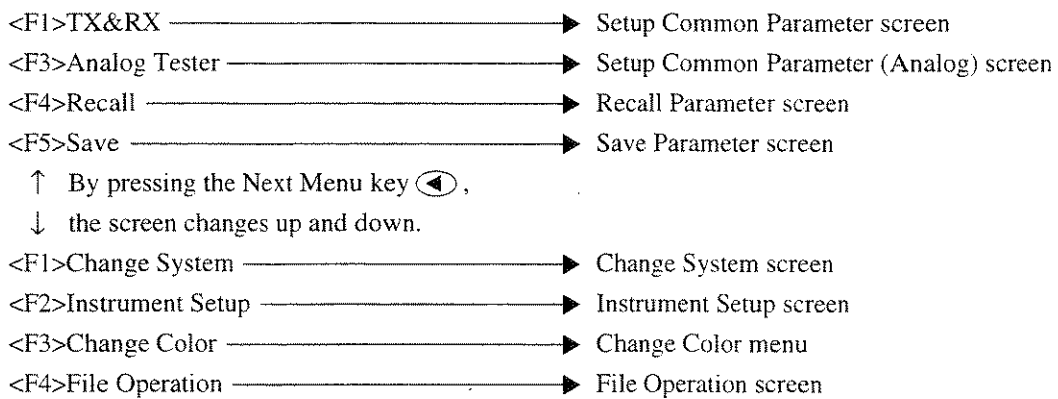 <F1>TX&RX ⟶ Setup Common Parameter screen
<F3>Analog Tester ⟶ Setup Common Parameter (Analog) screen
<F4>Recall ⟶ Recall Parameter screen
<F5>Save ⟶ Save Parameter screen
↑ By pressing the Next Menu key ◀,
↓ the screen changes up and down.
<F1>Change System ⟶ Change System screen
<F2>Instrument Setup ⟶ Instrument Setup screen
<F3>Change Color ⟶ Change Color menu
<F4>File Operation ⟶ File Operation screen